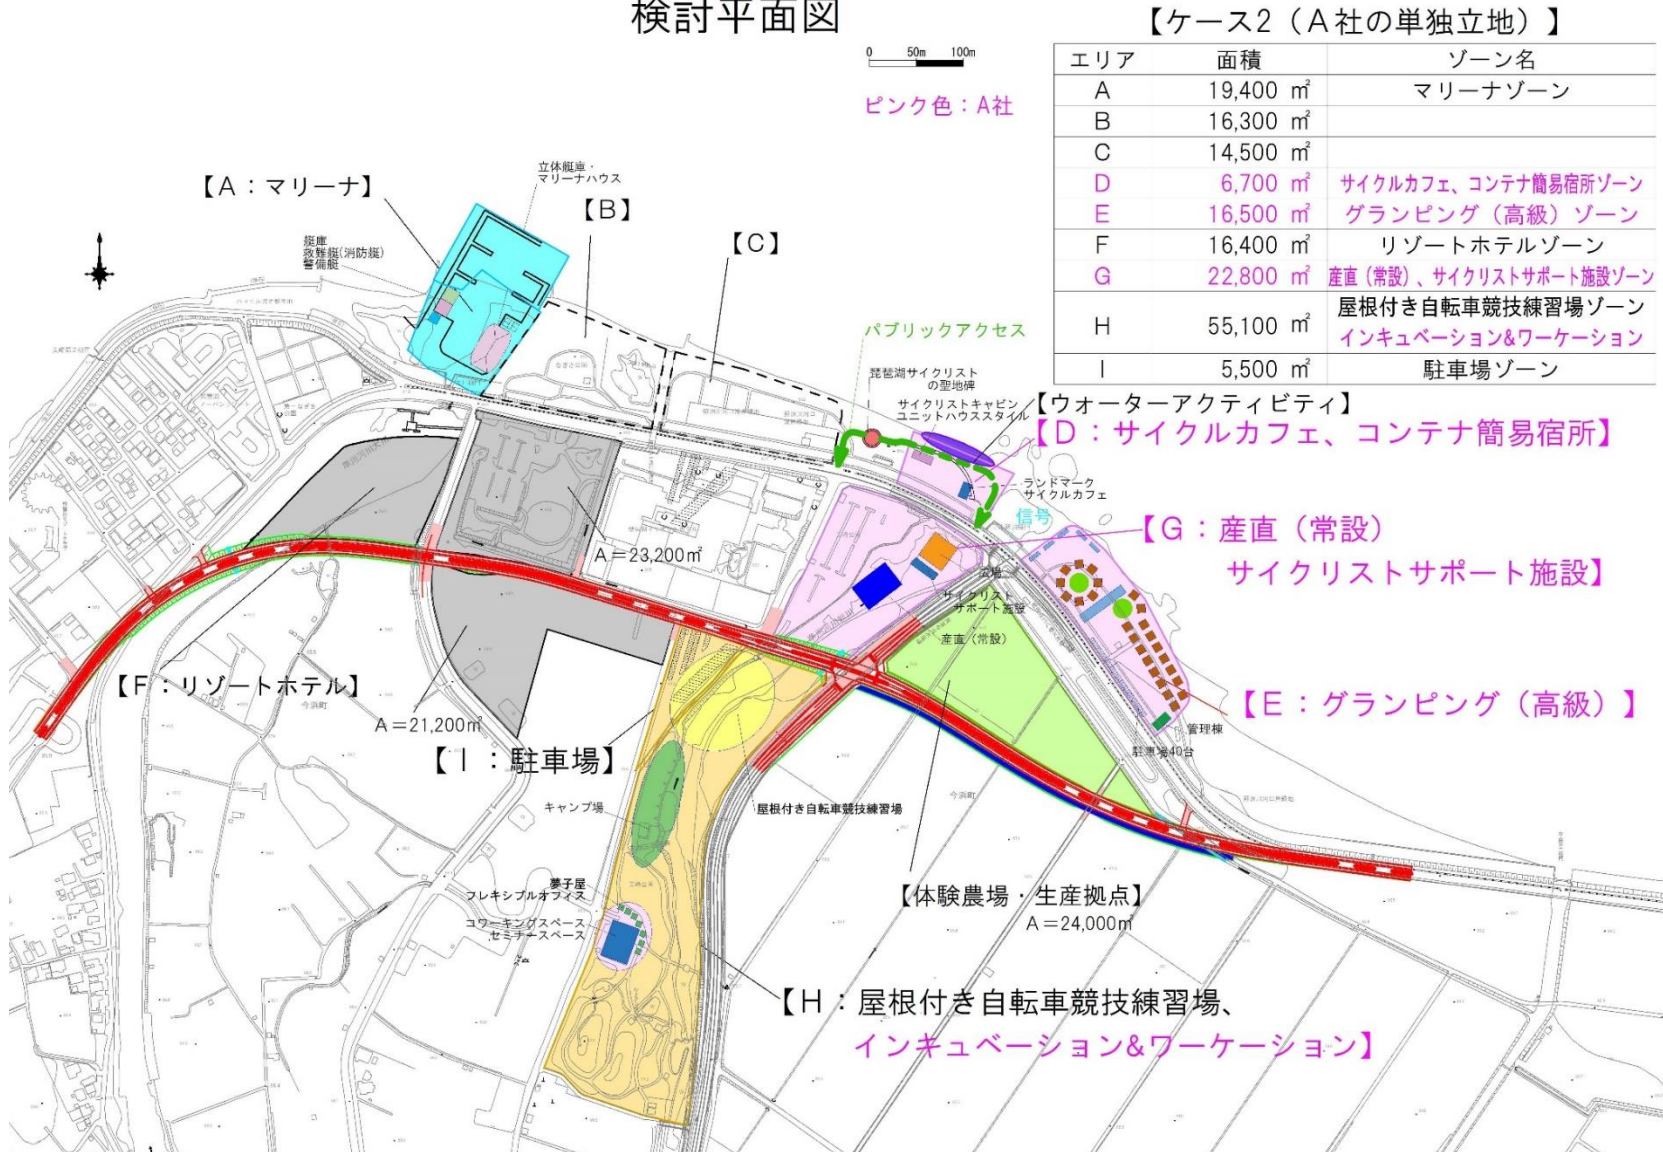 検討平面図
【ケース2（A社の単独立地）】
0 50m 100m
ピンク色：A社
エリア 面積 ゾーン名
A 19,400 ㎡ マリーナゾーン
B 16,300 ㎡
C 14,500 ㎡
D 6,700 ㎡ サイクルカフェ、コンテナ簡易宿所ゾーン
E 16,500 ㎡ グランピング（高級）ゾーン
F 16,400 ㎡ リゾートホテルゾーン
G 22,800 ㎡ 産直（常設）、サイクリストサポート施設ゾーン
H 55,100 ㎡ 屋根付き自転車競技練習場ゾーン
インキュベーション&ワーケーション
I 5,500 ㎡ 駐車場ゾーン
【A：マリーナ】
立体艇庫・
マリーナハウス
【B】
【C】
艇庫
救難艇(消防艇)
警備艇
パブリックアクセス
琵琶湖サイクリスト
の聖地碑
サイクリストキャビン
ユニットハウススタイル
【ウォーターアクティビティ】
【D：サイクルカフェ、コンテナ簡易宿所】
ランドマーク
サイクルカフェ
信号
【G：産直（常設）
サイクリストサポート施設】
A＝23,200㎡
広場
サイクリスト
サポート施設
産直（常設）
【F：リゾートホテル】
今浜町
A＝21,200㎡
【I：駐車場】
【E：グランピング（高級）】
管理棟
駐車場40台
キャンプ場
屋根付き自転車競技練習場
今浜町
夢子屋
フレキシブルオフィス
コワーキングスペース
セミナースペース
【体験農場・生産拠点】
A＝24,000㎡
【H：屋根付き自転車競技練習場、
インキュベーション&ワーケーション】